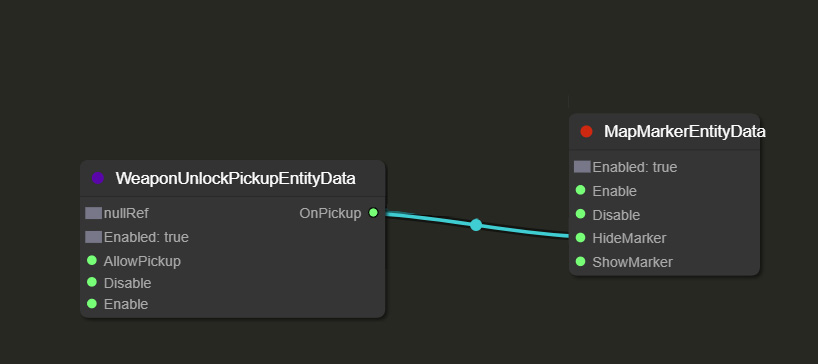 WeaponUnlockPickupEntityData
nullRef
OnPickup
Enabled: true
AllowPickup
Disable
Enable
MapMarkerEntityData
Enabled: true
Enable
Disable
HideMarker
ShowMarker